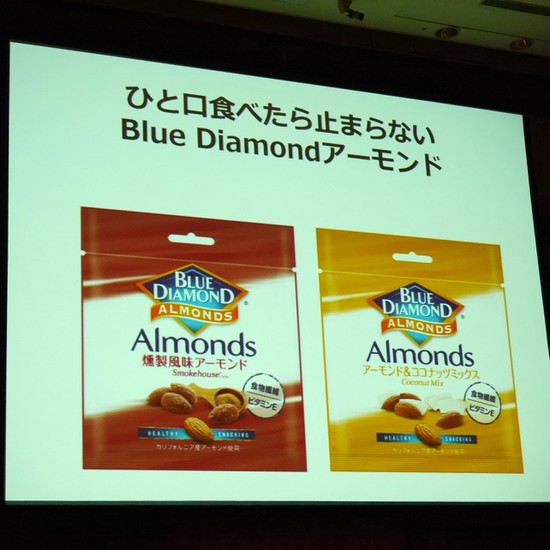 ひと口食べたら止まらない
Blue Diamondアーモンド
BLUE
DIAMOND
ALMONDS
Almonds
燻製風味アーモンド
Smokehouse
食物繊維
ビタミンE
HEALTHY SNACKING
カリフォルニア産アーモンド使用
BLUE
DIAMOND
ALMONDS
Almonds
アーモンド&ココナッツミックス
Coconut Mix
食物繊維
ビタミンE
HEALTHY SNACKING
カリフォルニア産アーモンド使用